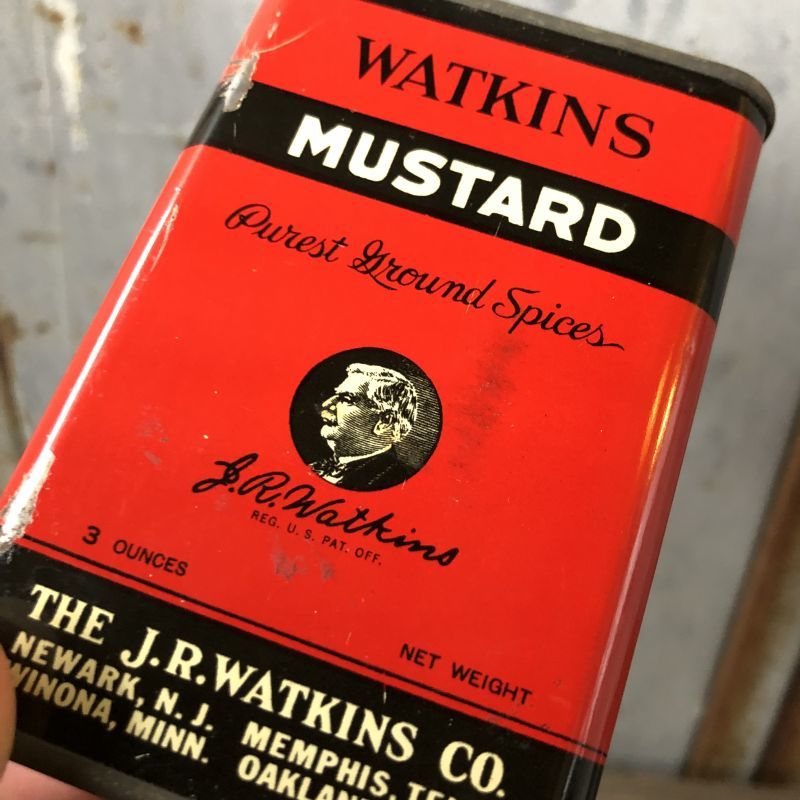 WATKINS
MUSTARD
Purest Ground Spices
J.R. Watkins
REG. U. S. PAT. OFF.
3 OUNCES
NET WEIGHT
THE J.R. WATKINS CO.
NEWARK, N. J. MEMPHIS,
WINONA, MINN.